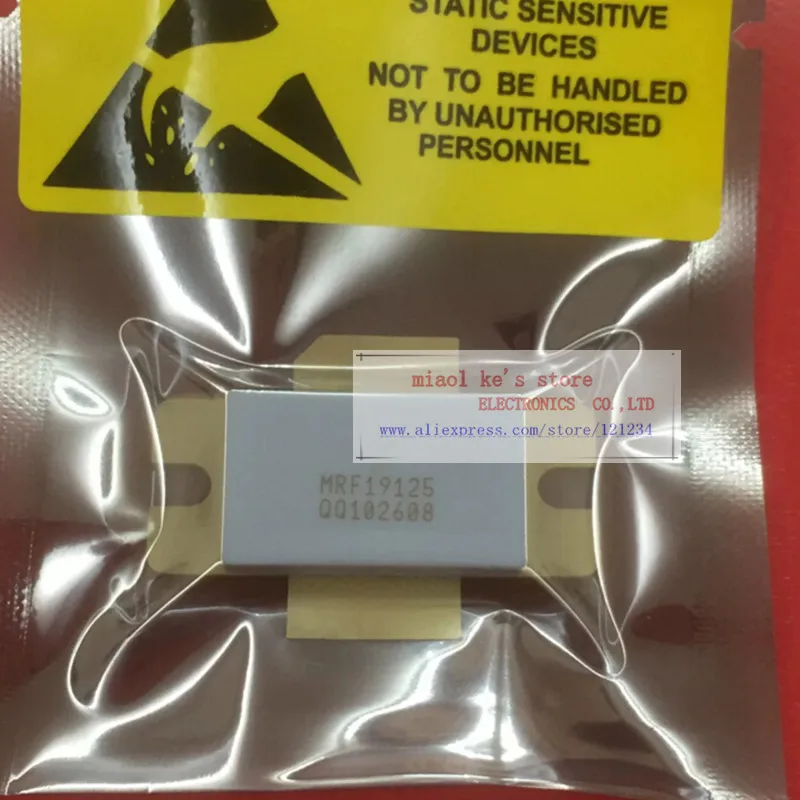 STATIC SENSITIVE
DEVICES
NOT TO BE HANDLED
BY UNAUTHORISED
PERSONNEL
miaol ke's store
ELECTRONICS CO.,LTD
www.aliexpress.com/store/121234
MRF19125
QQ102608